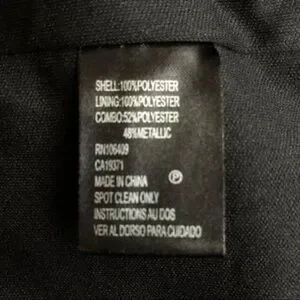 SHELL:100%POLYESTER
LINING:100%POLYESTER
COMBO:52%POLYESTER
48%METALLIC
RN106409
CA19371
MADE IN CHINA Ⓟ
SPOT CLEAN ONLY
INSTRUCTIONS AU DOS
VER AL DORSO PARA CUIDADO